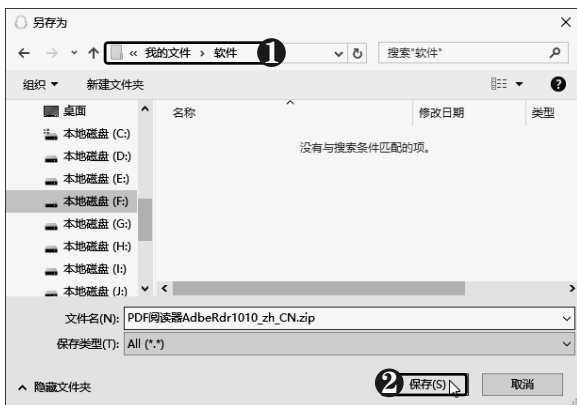 另存为
« 我的文件 › 软件 1 搜索"软件"
组织 新建文件夹
名称 修改日期 类型
没有与搜索条件匹配的项。
桌面
本地磁盘 (C:)
本地磁盘 (D:)
本地磁盘 (E:)
本地磁盘 (F:)
本地磁盘 (G:)
本地磁盘 (H:)
本地磁盘 (I:)
本地磁盘 (J:)
文件名(N): PDF阅读器AdbeRdr1010_zh_CN.zip
保存类型(T): All (*.*)
隐藏文件夹 2 保存(S) 取消